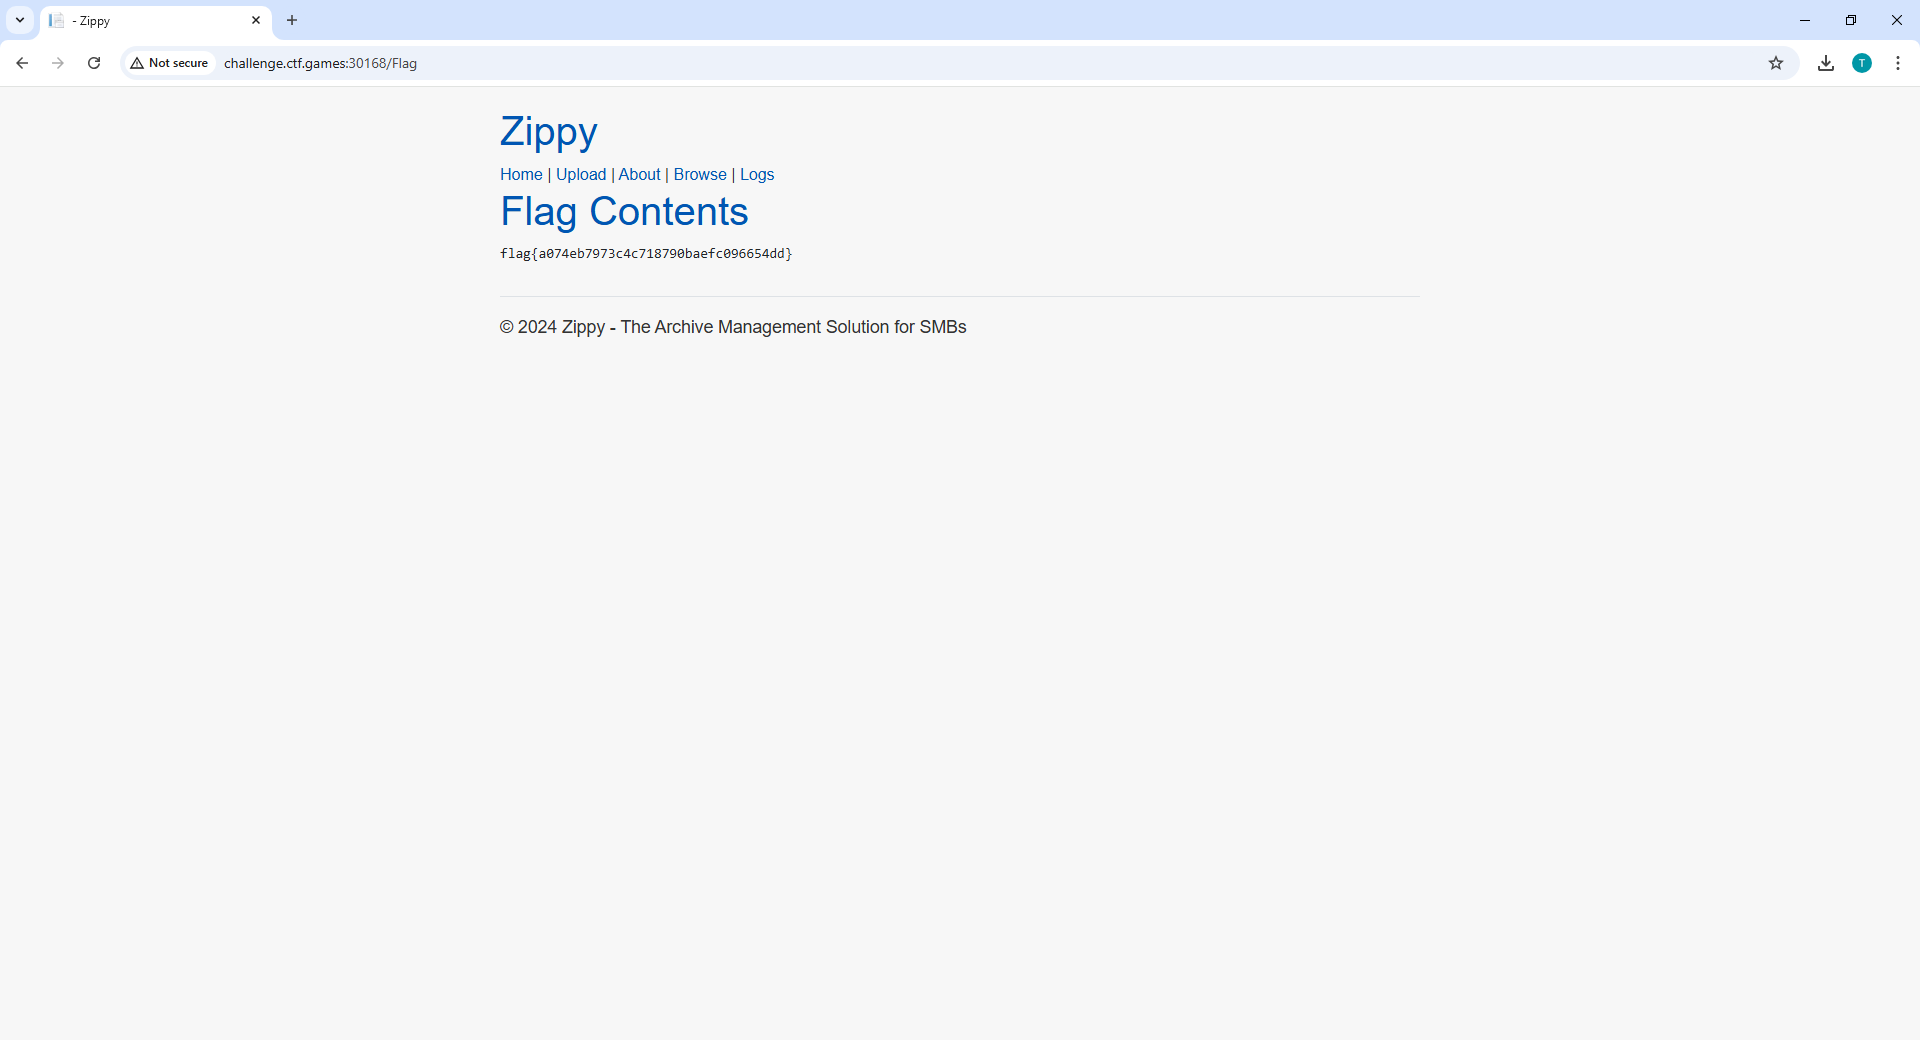 - Zippy
Not secure
challenge.ctf.games:30168/Flag
T
Zippy
Home | Upload | About | Browse | Logs
Flag Contents
flag{a074eb7973c4c718790baefc096654dd}
© 2024 Zippy - The Archive Management Solution for SMBs